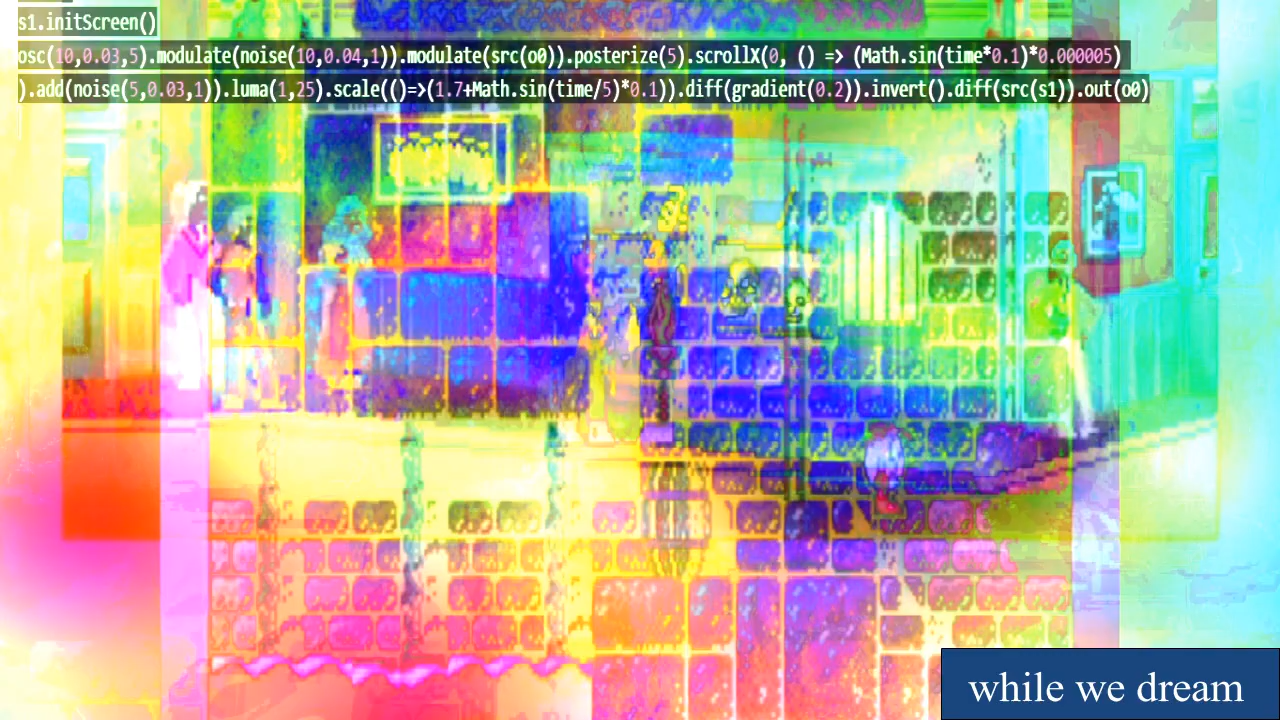 s1.initScreen()
osc(10,0.03,5).modulate(noise(10,0.04,1)).modulate(src(o0)).posterize(5).scrollX(0, () => (Math.sin(time*0.1)*0.000005)
).add(noise(5,0.03,1)).luma(1,25).scale(()=>(1.7+Math.sin(time/5)*0.1)).diff(gradient(0.2)).invert().diff(src(s1)).out(o0)
while we dream